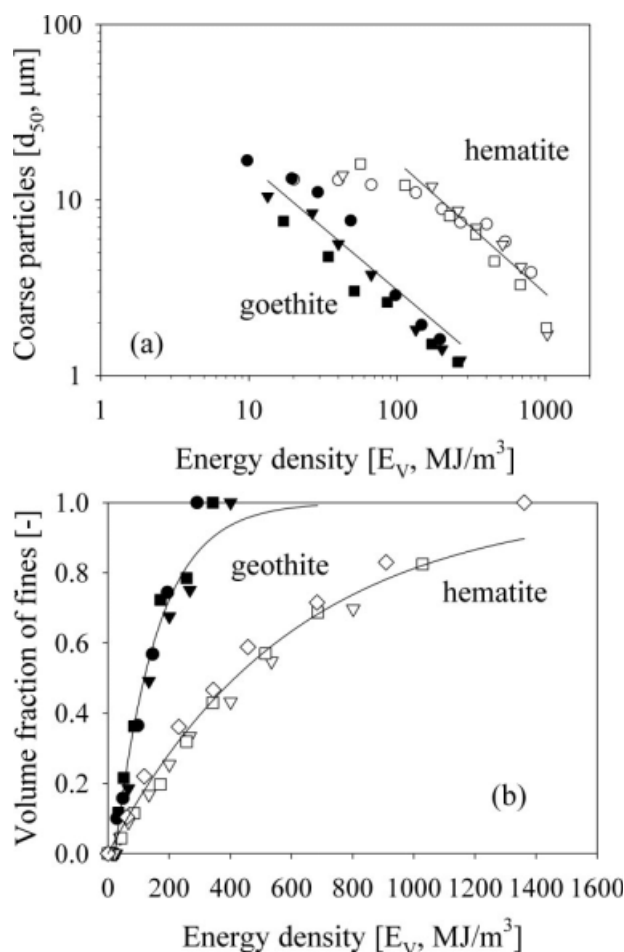 100
10
1
Coarse particles [d50, μm]
hematite
goethite
(a)
1 10 100 1000
Energy density [EV, MJ/m3]
1.0
0.8
0.6
0.4
0.2
0.0
Volume fraction of fines [-]
geothite
hematite
(b)
0 200 400 600 800 1000 1200 1400 1600
Energy density [EV, MJ/m3]